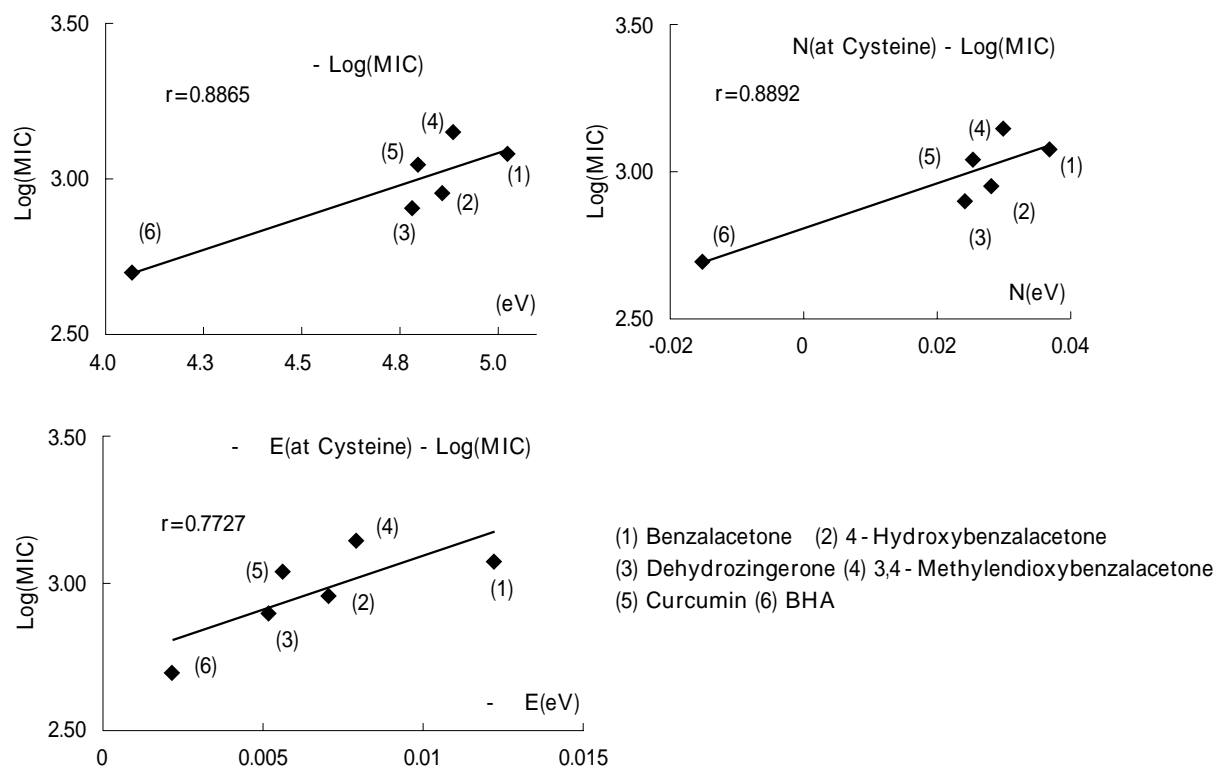 3.50
- Log(MIC)
r=0.8865
(4)
(5)
Log(MIC)
3.00
(1)
(2)
(3)
(6)
(eV)
2.50
4.0 4.3 4.5 4.8 5.0
3.50
N(at Cysteine) - Log(MIC)
r=0.8892
(4)
(5)
Log(MIC)
3.00
(1)
(2)
(3)
(6)
N(eV)
2.50
-0.02 0 0.02 0.04
3.50
- E(at Cysteine) - Log(MIC)
r=0.7727
(4)
(5)
Log(MIC)
3.00
(1)
(2)
(3)
(6)
- E(eV)
2.50
0 0.005 0.01 0.015
(1) Benzalacetone (2) 4-Hydroxybenzalacetone
(3) Dehydrozingerone (4) 3,4-Methylendioxybenzalacetone
(5) Curcumin (6) BHA